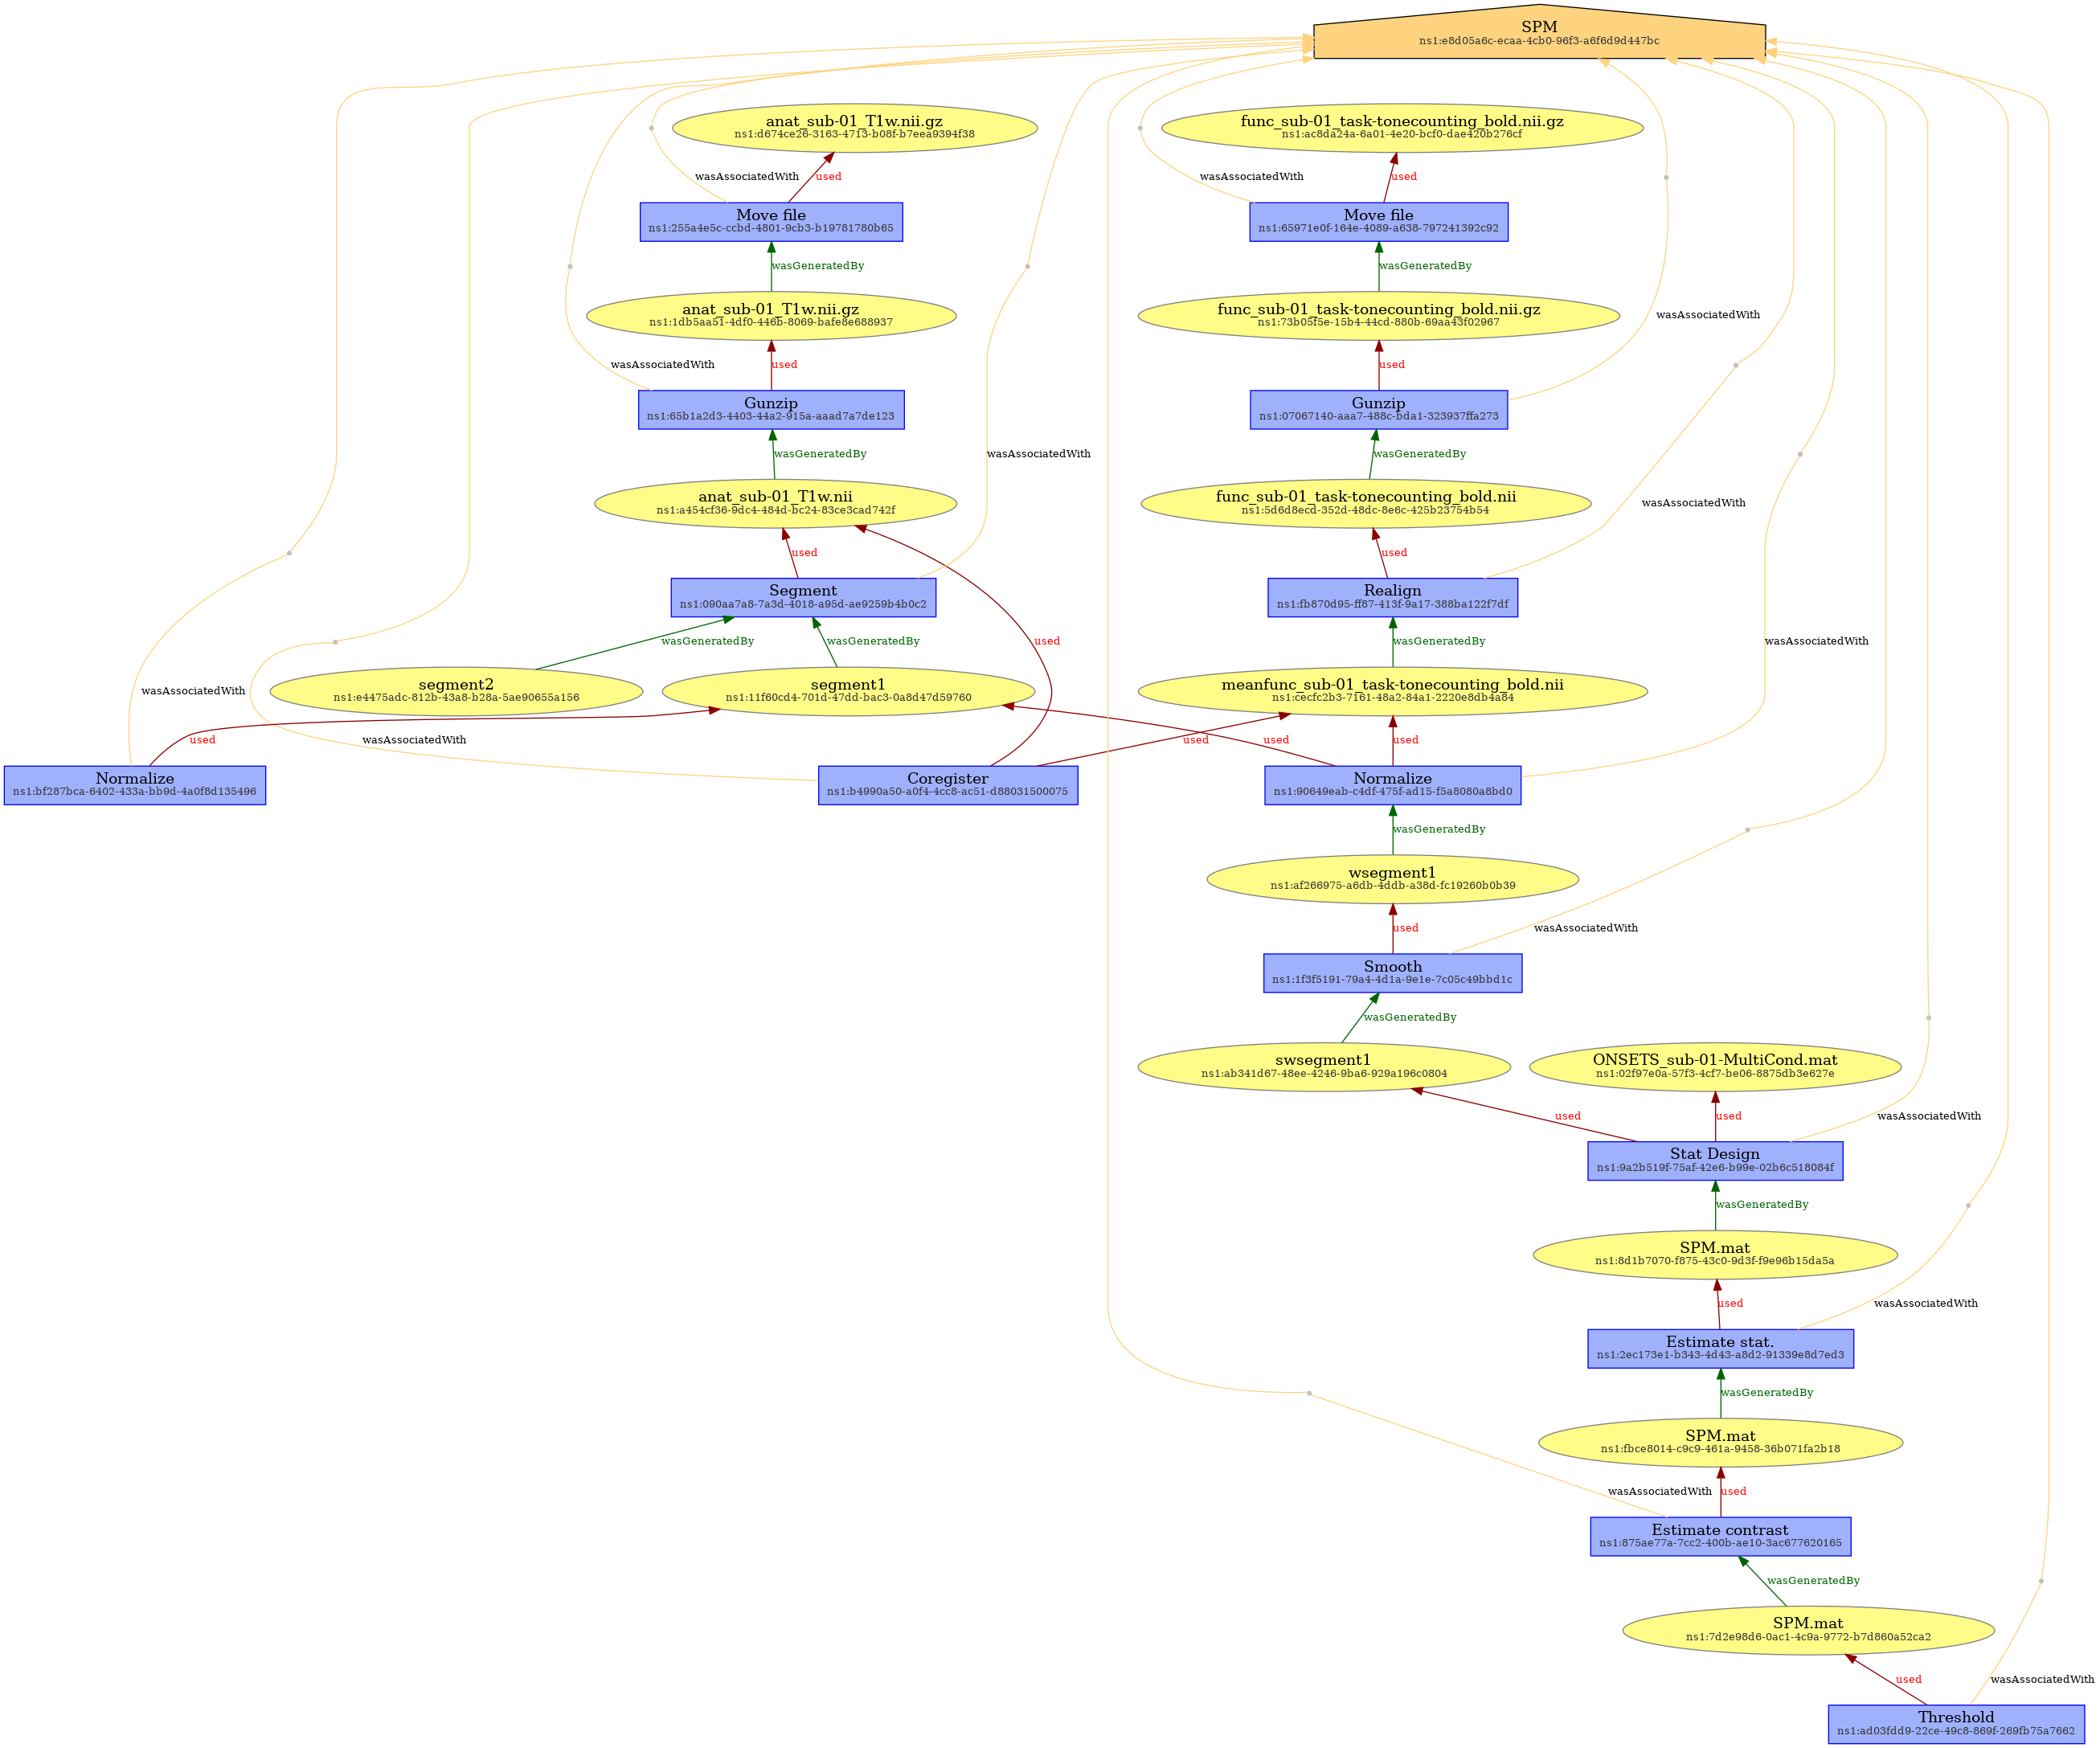 SPM
ns1:e8d05a6c-ecaa-4cb0-96f3-a6f6d9d447bc
anat_sub-01_T1w.nii.gz
ns1:d674ce26-3163-4713-b08f-b7eea9394f38
func_sub-01_task-tonecounting_bold.nii.gz
ns1:ac8da24a-6a01-4e20-bcf0-dae420b276cf
wasAssociatedWith
used
wasAssociatedWith
used
Move file
ns1:255a4e5c-ccbd-4801-9cb3-b19781780b65
Move file
ns1:65971e0f-164e-4089-a638-797241392c92
wasGeneratedBy
wasGeneratedBy
anat_sub-01_T1w.nii.gz
ns1:1db5aa51-4df0-446b-8069-bafe8e688937
func_sub-01_task-tonecounting_bold.nii.gz
ns1:73b05f5e-15b4-44cd-880b-69aa43f02967
wasAssociatedWith
wasAssociatedWith
used
used
Gunzip
ns1:65b1a2d3-4403-44a2-915a-aaad7a7de123
Gunzip
ns1:07067140-aaa7-488c-bda1-323937ffa273
wasGeneratedBy
wasAssociatedWith
wasGeneratedBy
anat_sub-01_T1w.nii
ns1:a454cf36-9dc4-484d-bc24-83ce3cad742f
func_sub-01_task-tonecounting_bold.nii
ns1:5d6d8ecd-352d-48dc-8e6c-425b23754b54
wasAssociatedWith
used
used
Segment
ns1:090aa7a8-7a3d-4018-a95d-ae9259b4b0c2
Realign
ns1:fb870d95-ff87-413f-9a17-388ba122f7df
wasGeneratedBy
wasGeneratedBy
used
wasGeneratedBy
wasAssociatedWith
segment2
ns1:e4475adc-812b-43a8-b28a-5ae90655a156
segment1
ns1:11f60cd4-701d-47dd-bac3-0a8d47d59760
meanfunc_sub-01_task-tonecounting_bold.nii
ns1:cecfc2b3-7161-48a2-84a1-2220e8db4a84
wasAssociatedWith
used
wasAssociatedWith
used
used
used
Normalize
ns1:bf287bca-6402-433a-bb9d-4a0f8d135496
Coregister
ns1:b4990a50-a0f4-4cc8-ac51-d88031500075
Normalize
ns1:90649eab-c4df-475f-ad15-f5a8080a8bd0
wasGeneratedBy
wsegment1
ns1:af266975-a6db-4ddb-a38d-fc19260b0b39
used
wasAssociatedWith
Smooth
ns1:1f3f5191-79a4-4d1a-9e1e-7c05c49bbd1c
wasGeneratedBy
swsegment1
ns1:ab341d67-48ee-4246-9ba6-929a196c0804
ONSETS_sub-01-MultiCond.mat
ns1:02f97e0a-57f3-4cf7-be06-8875db3e627e
used
used
wasAssociatedWith
Stat Design
ns1:9a2b519f-75af-42e6-b99e-02b6c518084f
wasGeneratedBy
SPM.mat
ns1:8d1b7070-f875-43c0-9d3f-f9e96b15da5a
used
wasAssociatedWith
Estimate stat.
ns1:2ec173e1-b343-4d43-a8d2-91339e8d7ed3
wasGeneratedBy
SPM.mat
ns1:fbce8014-c9c9-461a-9458-36b071fa2b18
wasAssociatedWith
used
Estimate contrast
ns1:875ae77a-7cc2-400b-ae10-3ac677620165
wasGeneratedBy
SPM.mat
ns1:7d2e98d6-0ac1-4c9a-9772-b7d860a52ca2
used
wasAssociatedWith
Threshold
ns1:ad03fdd9-22ce-49c8-869f-269fb75a7662